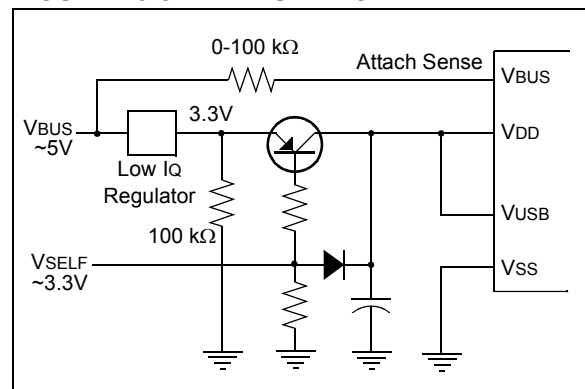 0-100 kΩ
Attach Sense
VBUS
3.3V
VBUS
~5V
VDD
Low IQ
Regulator
100 kΩ
VUSB
VSELF
~3.3V
VSS